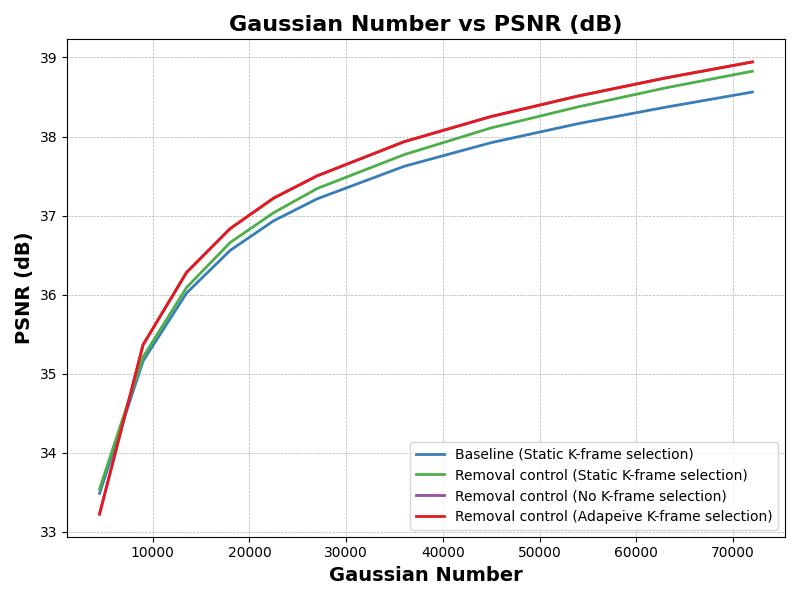 Gaussian Number vs PSNR (dB)
39
38
37
36
35
34
33
PSNR (dB)
Baseline (Static K-frame selection)
Removal control (Static K-frame selection)
Removal control (No K-frame selection)
Removal control (Adapeive K-frame selection)
10000 20000 30000 40000 50000 60000 70000
Gaussian Number